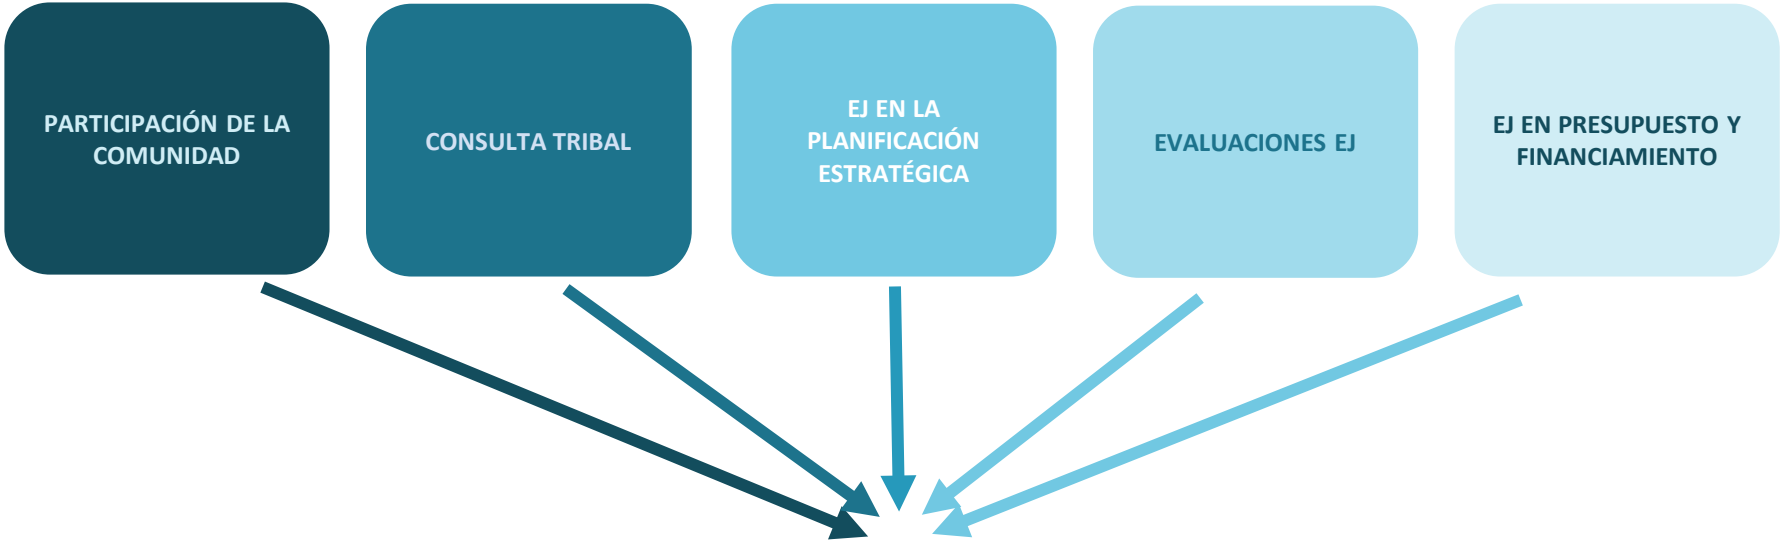 PARTICIPACIÓN DE LA
COMUNIDAD
CONSULTA TRIBAL
EJ EN LA
PLANIFICACIÓN
ESTRATÉGICA
EVALUACIONES EJ
EJ EN PRESUPUESTO Y
FINANCIAMIENTO